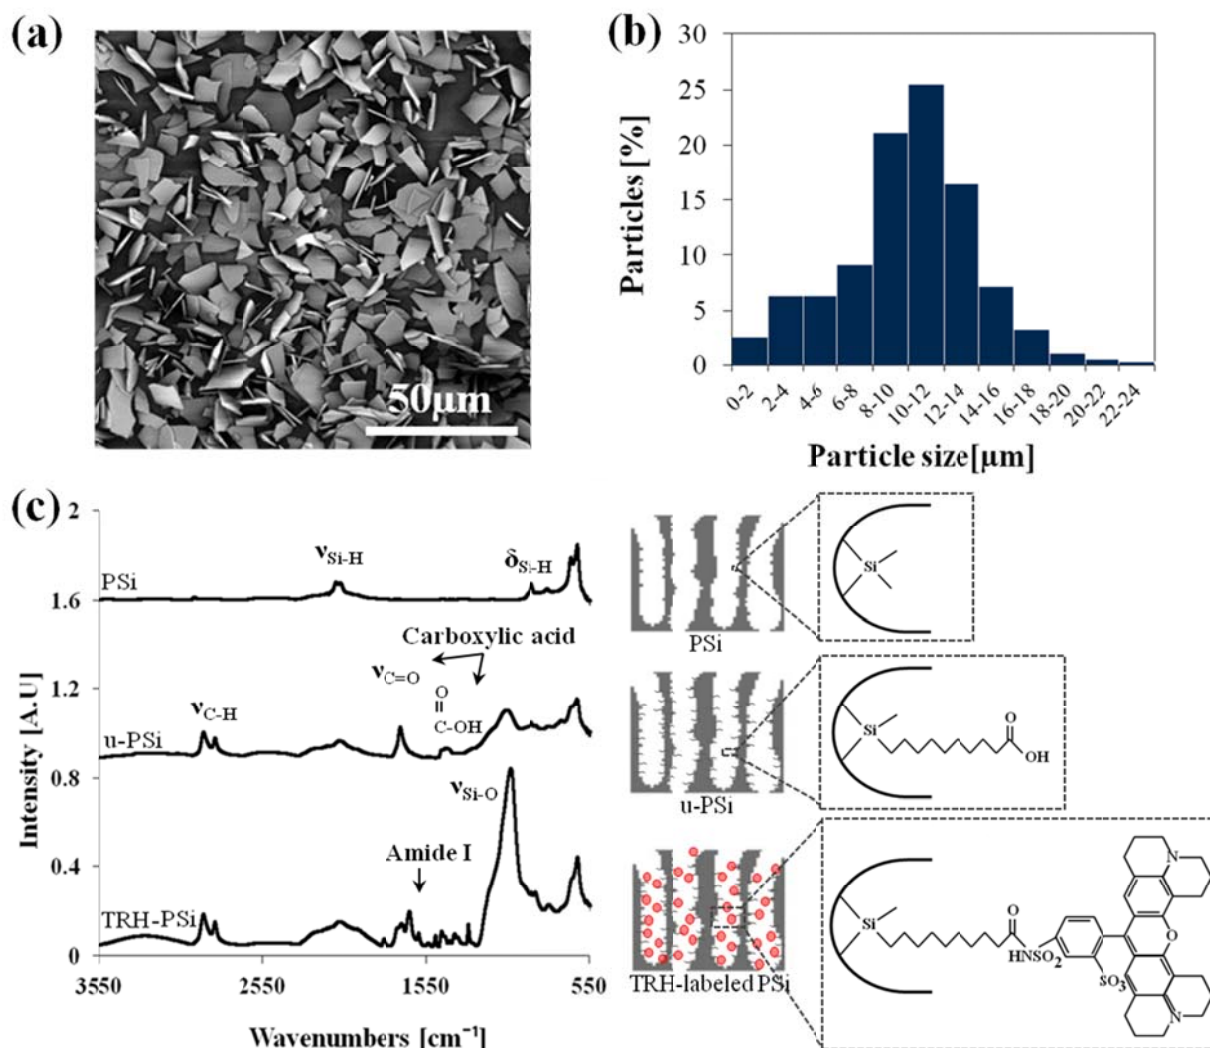 (a)
50μm
(b)
30
25
20
15
10
5
0
Particles [%]
0-2
2-4
4-6
6-8
8-10
10-12
12-14
14-16
16-18
18-20
20-22
22-24
Particle size[μm]
(c)
2
1.6
1.2
0.8
0.4
0
Intensity [A.U]
PSi
νSi-H
δSi-H
Carboxylic acid
νC=O
O
C-OH
νC-H
u-PSi
νSi-O
Amide I
TRH-PSi
3550
2550
1550
550
Wavenumbers [cm⁻¹]
PSi
Si
u-PSi
Si
O
OH
TRH-labeled PSi
Si
O
HNSO2
SO3
N
O
N